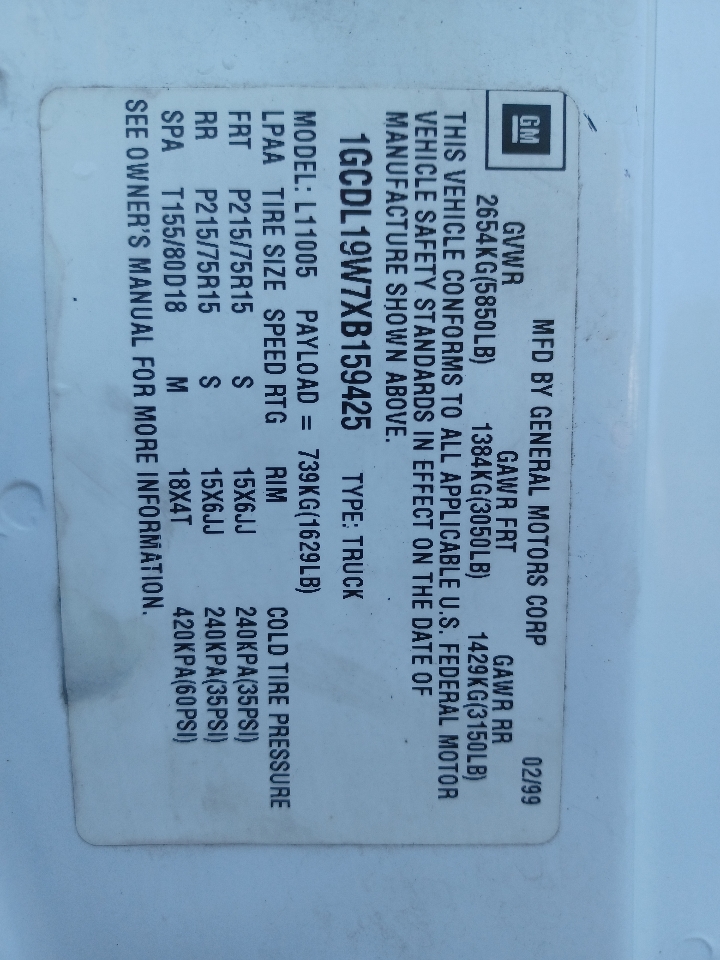 GM
MFD BY GENERAL MOTORS CORP 02/99
GVWR GAWR FRT GAWR RR
2654KG(5850LB) 1384KG(3050LB) 1429KG(3150LB)
THIS VEHICLE CONFORMS TO ALL APPLICABLE U.S. FEDERAL MOTOR
VEHICLE SAFETY STANDARDS IN EFFECT ON THE DATE OF
MANUFACTURE SHOWN ABOVE.
1GCDL19W7XB159425 TYPE: TRUCK
MODEL: L11005 PAYLOAD = 739KG(1629LB)
LPAA TIRE SIZE SPEED RTG RIM COLD TIRE PRESSURE
FRT P215/75R15 S 15X6JJ 240KPA(35PSI)
RR P215/75R15 S 15X6JJ 240KPA(35PSI)
SPA T155/80D18 M 18X4T 420KPA(60PSI)
SEE OWNER'S MANUAL FOR MORE INFORMATION.